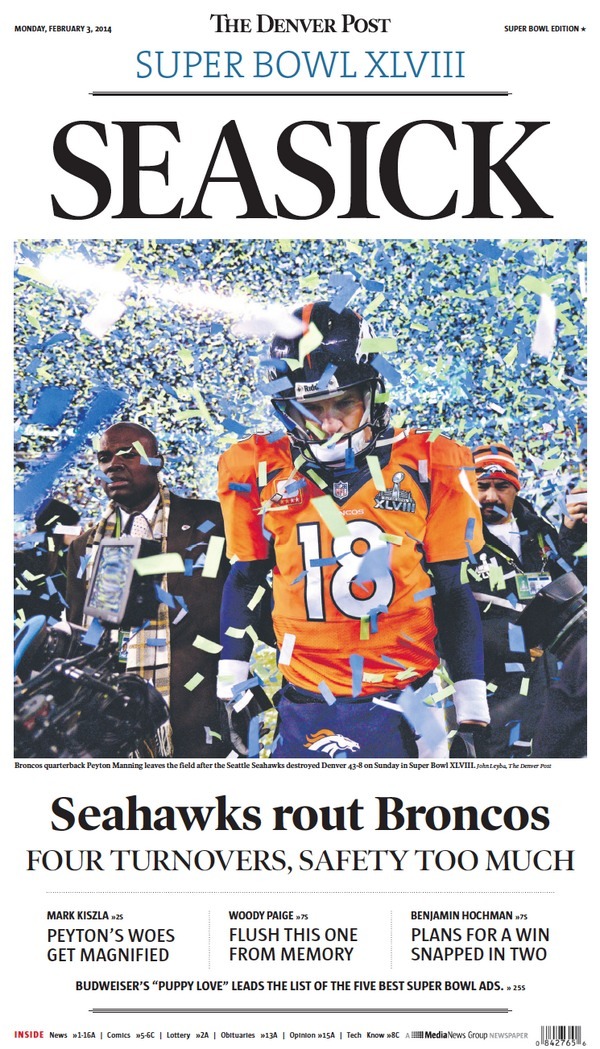 MONDAY, FEBRUARY 3, 2014
THE DENVER POST
SUPER BOWL EDITION ★
SUPER BOWL XLVIII
SEASICK
XLVIII
NFL
18
Broncos quarterback Peyton Manning leaves the field after the Seattle Seahawks destroyed Denver 43-8 on Sunday in Super Bowl XLVIII. John Leyba, The Denver Post
Seahawks rout Broncos
FOUR TURNOVERS, SAFETY TOO MUCH
MARK KISZLA »2S
PEYTON'S WOES
GET MAGNIFIED
WOODY PAIGE »7S
FLUSH THIS ONE
FROM MEMORY
BENJAMIN HOCHMAN »7S
PLANS FOR A WIN
SNAPPED IN TWO
BUDWEISER'S “PUPPY LOVE” LEADS THE LIST OF THE FIVE BEST SUPER BOWL ADS. » 25S
INSIDE News »1-16A | Comics »5-6C | Lottery »2A | Obituaries »13A | Opinion »15A | Tech Know »8C A MediaNews Group NEWSPAPER
0 842765 6